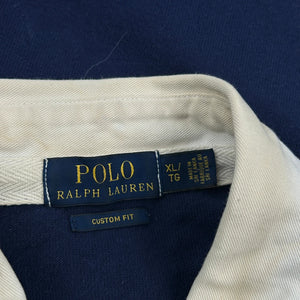 POLO
RALPH LAUREN
XL/
TG
CUSTOM FIT